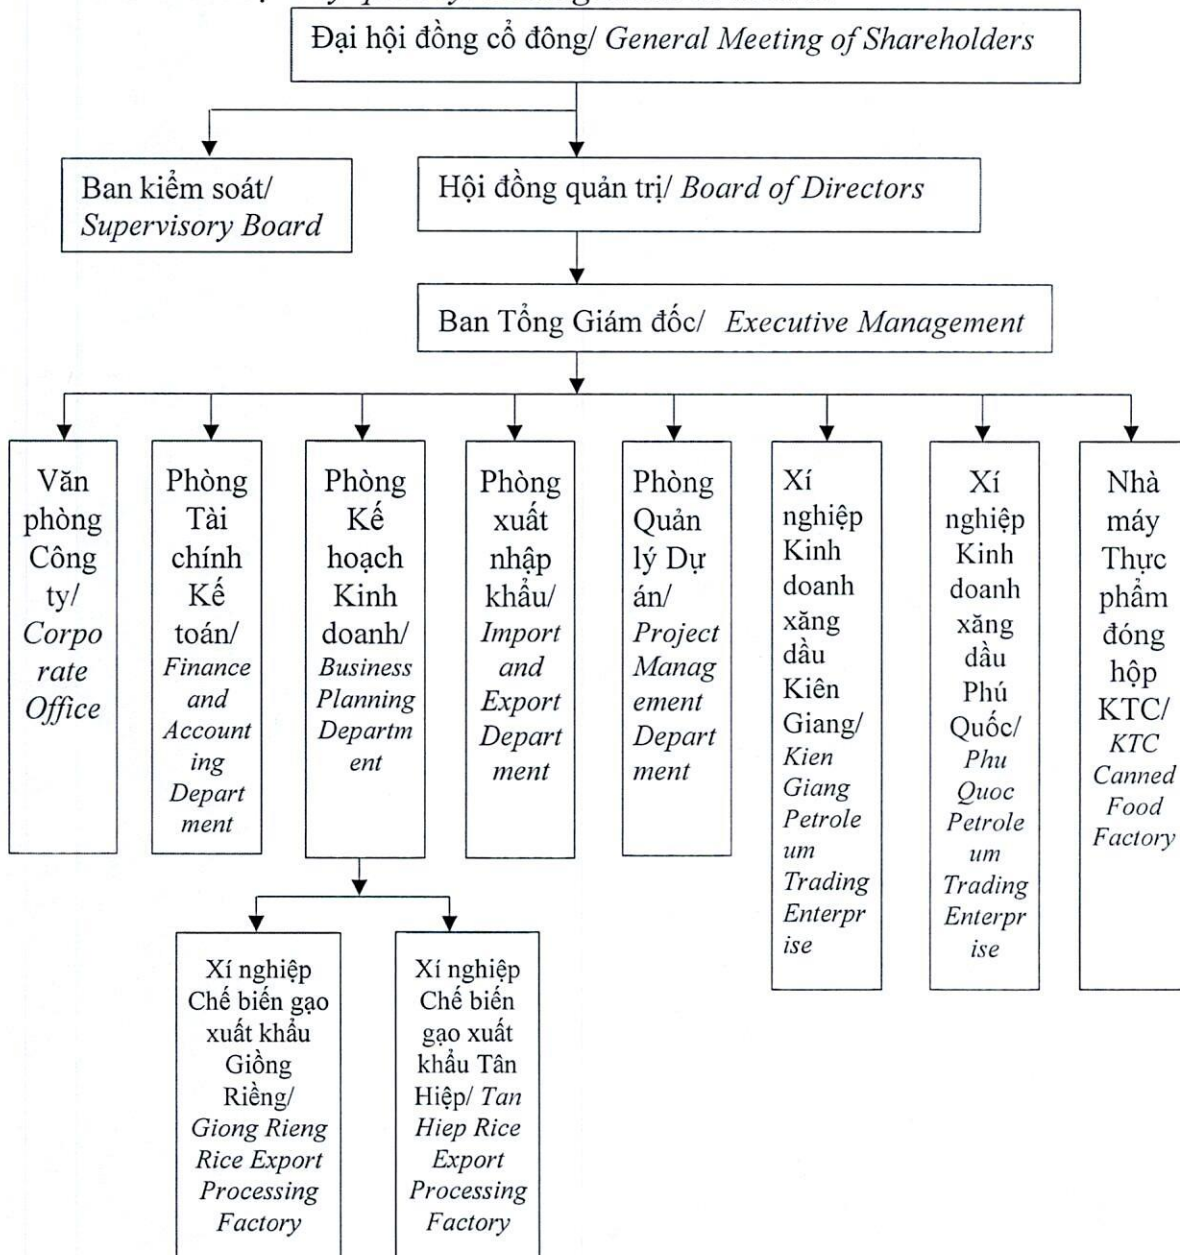 Đại hội đồng cổ đông/ General Meeting of Shareholders
Ban kiểm soát/
Supervisory Board
Hội đồng quản trị/ Board of Directors
Ban Tổng Giám đốc/ Executive Management
Văn
phòng
Công
ty/
Corpo
rate
Office
Phòng
Tài
chính
Kế
toán/
Finance
and
Account
ing
Depart
ment
Phòng
Kế
hoạch
Kinh
doanh/
Business
Planning
Departm
ent
Phòng
xuất
nhập
khẩu/
Import
and
Export
Depart
ment
Phòng
Quản
lý Dự
án/
Project
Manag
ement
Depart
ment
Xí
nghiệp
Kinh
doanh
xăng
dầu
Kiên
Giang/
Kien
Giang
Petrole
um
Trading
Enterpr
ise
Xí
nghiệp
Kinh
doanh
xăng
dầu
Phú
Quốc/
Phu
Quoc
Petrole
um
Trading
Enterpr
ise
Nhà
máy
Thực
phẩm
đóng
hộp
KTC/
KTC
Canned
Food
Factory
Xí nghiệp
Chế biến gạo
xuất khẩu
Giồng
Riềng/
Giong Rieng
Rice Export
Processing
Factory
Xí nghiệp
Chế biến
gạo xuất
khẩu Tân
Hiệp/ Tan
Hiep Rice
Export
Processing
Factory